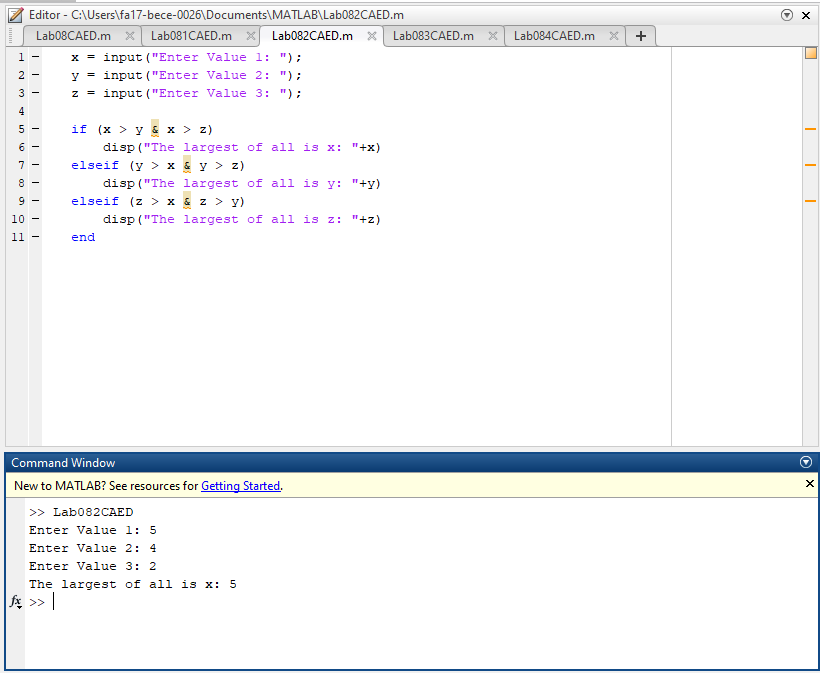 Editor - C:\Users\fa17-bece-0026\Documents\MATLAB\Lab082CAED.m
Lab08CAED.m Lab081CAED.m Lab082CAED.m Lab083CAED.m Lab084CAED.m +
1 - x = input("Enter Value 1: ");
2 - y = input("Enter Value 2: ");
3 - z = input("Enter Value 3: ");
4
5 - if (x > y & x > z)
6 - disp("The largest of all is x: "+x)
7 - elseif (y > x & y > z)
8 - disp("The largest of all is y: "+y)
9 - elseif (z > x & z > y)
10 - disp("The largest of all is z: "+z)
11 - end
Command Window
New to MATLAB? See resources for Getting Started.
>> Lab082CAED
Enter Value 1: 5
Enter Value 2: 4
Enter Value 3: 2
The largest of all is x: 5
fx >>